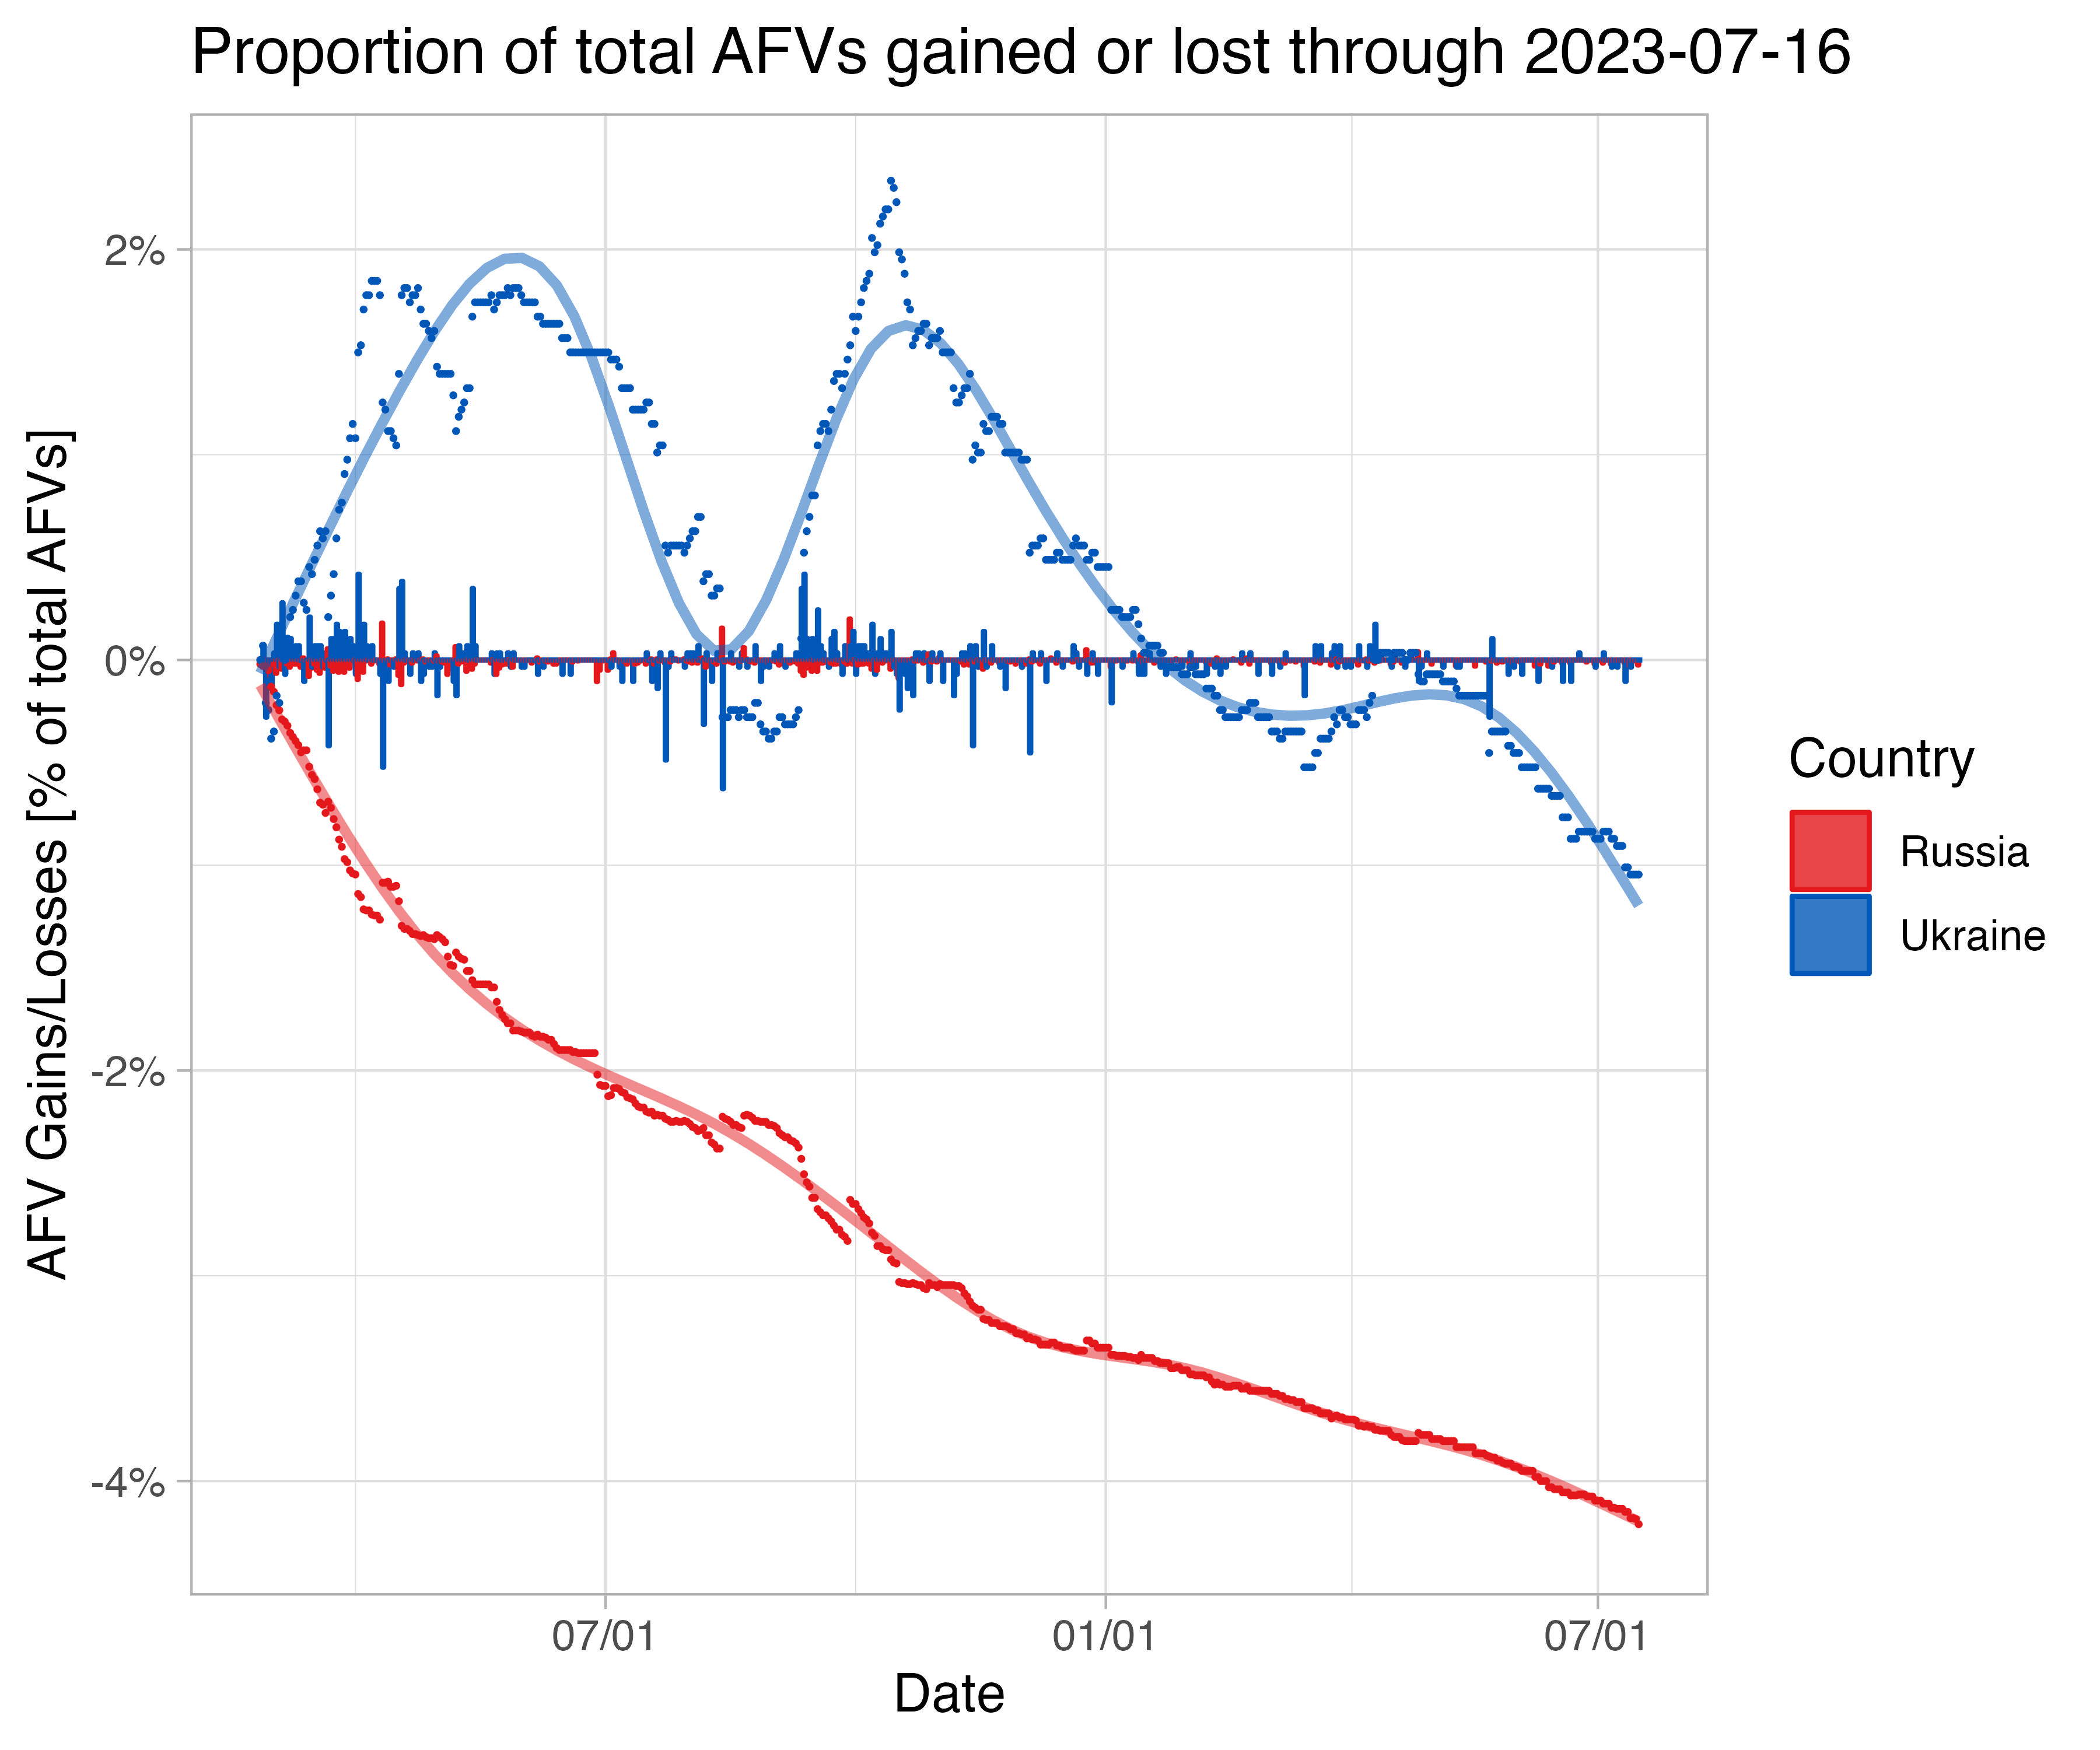 Proportion of total AFVs gained or lost through 2023-07-16
AFV Gains/Losses [% of total AFVs]
2%
0%
-2%
-4%
07/01
01/01
07/01
Date
Country
Russia
Ukraine